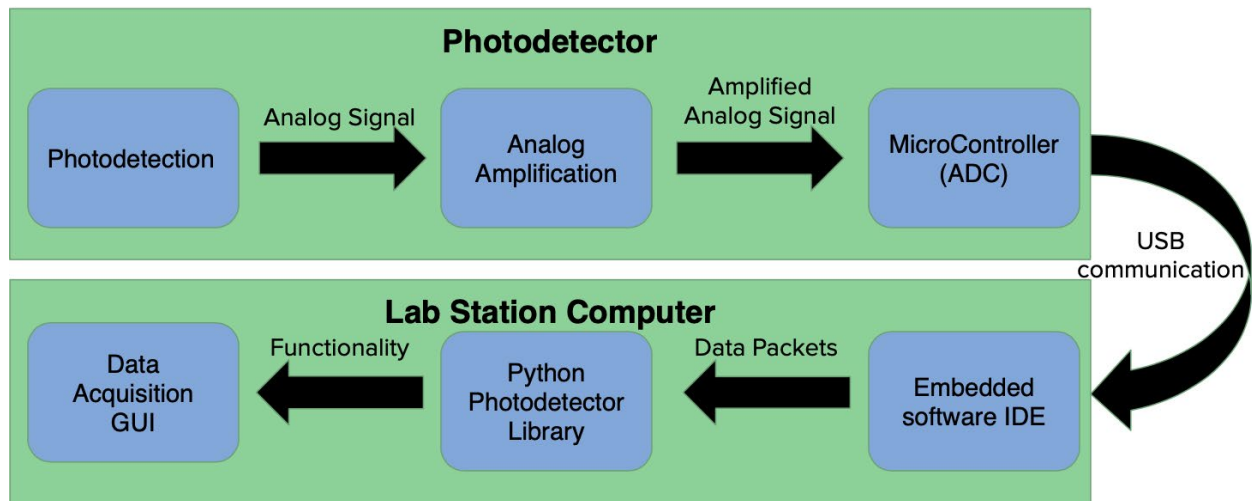 Photodetector
Photodetection
Analog Signal
Analog
Amplification
Amplified
Analog Signal
MicroController
(ADC)
USB
communication
Lab Station Computer
Data
Acquisition
GUI
Functionality
Python
Photodetector
Library
Data Packets
Embedded
software IDE